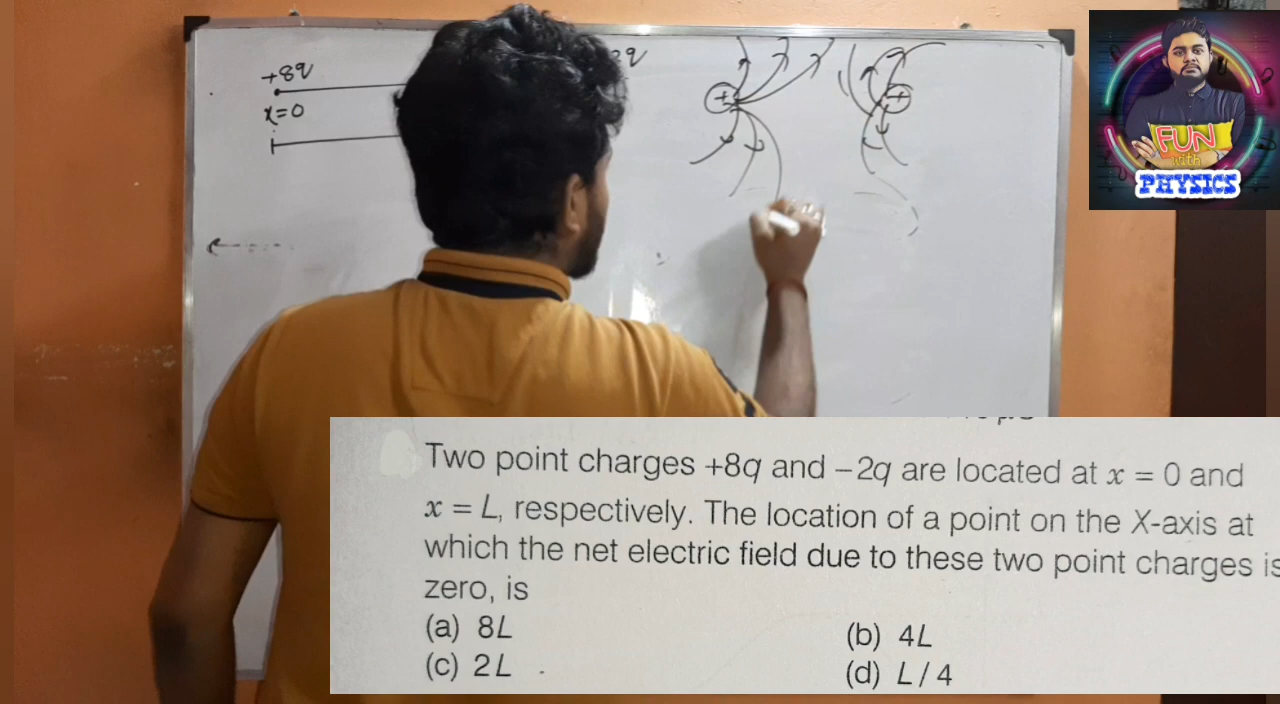 +8q
x=0
2q
+
+
FUN
with
PHYSICS
Two point charges +8q and −2q are located at x = 0 and
x = L, respectively. The location of a point on the X-axis at
which the net electric field due to these two point charges is
zero, is
(a) 8L
(b) 4L
(c) 2L
(d) L/4